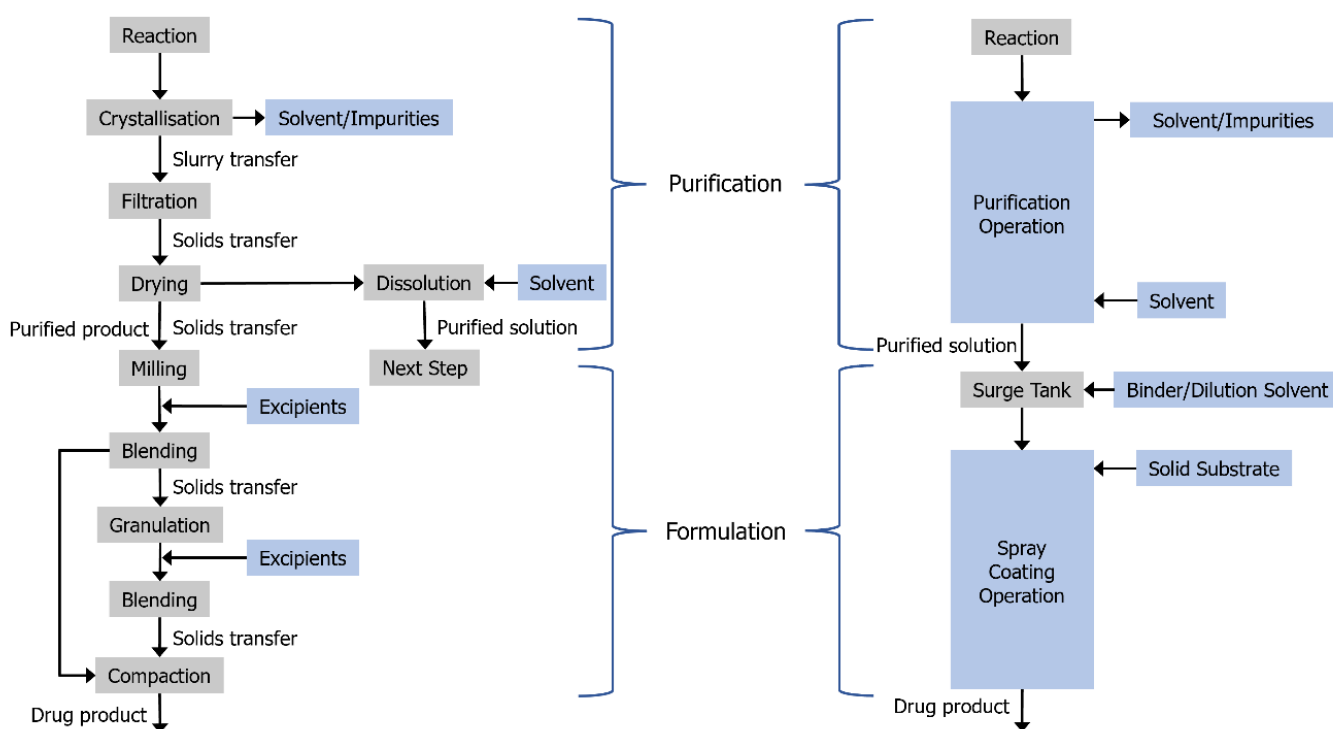 Reaction
Crystallisation
Solvent/Impurities
Slurry transfer
Filtration
Solids transfer
Drying
Dissolution
Solvent
Purified product
Solids transfer
Purified solution
Milling
Next Step
Excipients
Blending
Solids transfer
Granulation
Excipients
Blending
Solids transfer
Compaction
Drug product
Purification
Formulation
Reaction
Solvent/Impurities
Purification
Operation
Solvent
Purified solution
Surge Tank
Binder/Dilution Solvent
Solid Substrate
Spray
Coating
Operation
Drug product